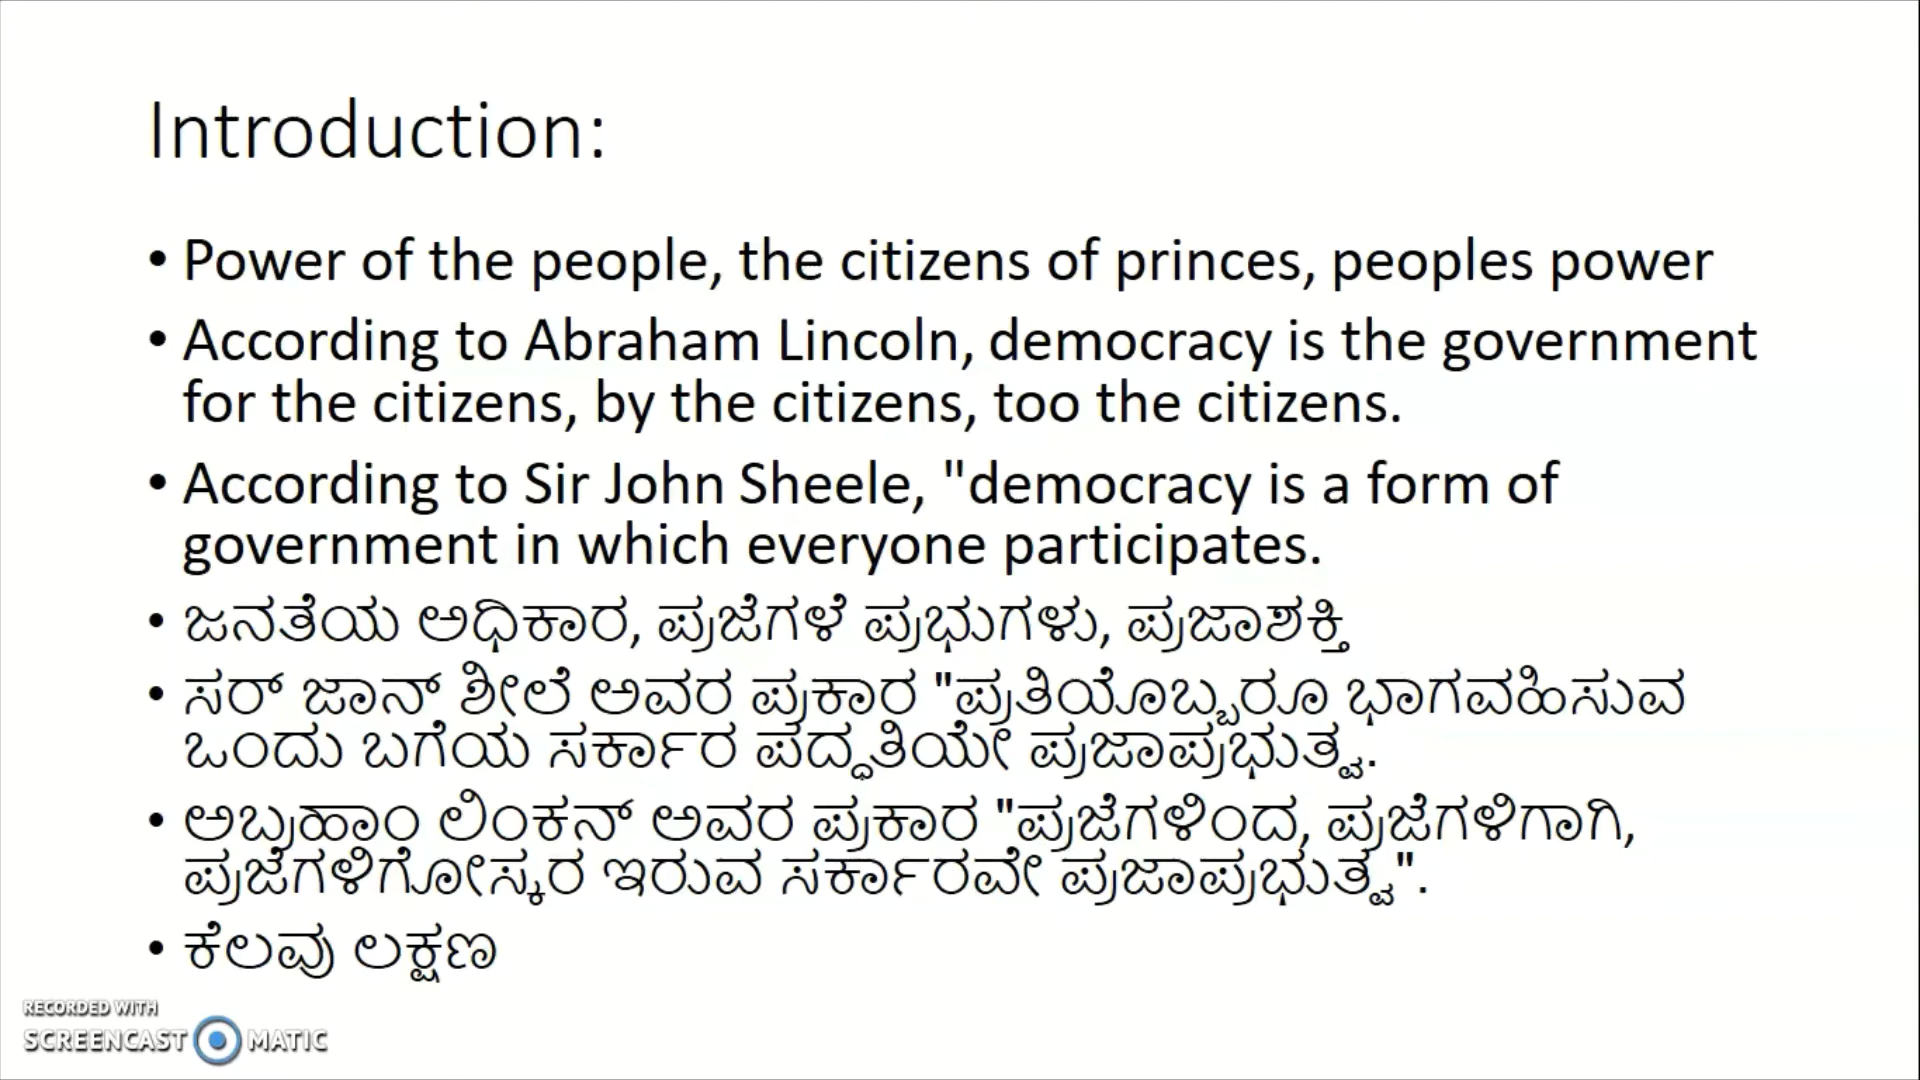 Introduction:
• Power of the people, the citizens of princes, peoples power
• According to Abraham Lincoln, democracy is the government
for the citizens, by the citizens, too the citizens.
• According to Sir John Sheele, "democracy is a form of
government in which everyone participates.
• ಜನತೆಯ ಅಧಿಕಾರ, ಪ್ರಜೆಗಳೆ ಪ್ರಭುಗಳು, ಪ್ರಜಾಶಕ್ತಿ
• ಸರ್ ಜಾನ್ ಶೀಲೆ ಅವರ ಪ್ರಕಾರ "ಪ್ರತಿಯೊಬ್ಬರೂ ಭಾಗವಹಿಸುವ
ಒಂದು ಬಗೆಯ ಸರ್ಕಾರ ಪದ್ಧತಿಯೇ ಪ್ರಜಾಪ್ರಭುತ್ವ.
• ಅಬ್ರಹಾಂ ಲಿಂಕನ್ ಅವರ ಪ್ರಕಾರ "ಪ್ರಜೆಗಳಿಂದ, ಪ್ರಜೆಗಳಿಗಾಗಿ,
ಪ್ರಜೆಗಳಿಗೋಸ್ಕರ ಇರುವ ಸರ್ಕಾರವೇ ಪ್ರಜಾಪ್ರಭುತ್ವ".
• ಕೆಲವು ಲಕ್ಷಣ
RECORDED WITH
SCREENCAST MATIC